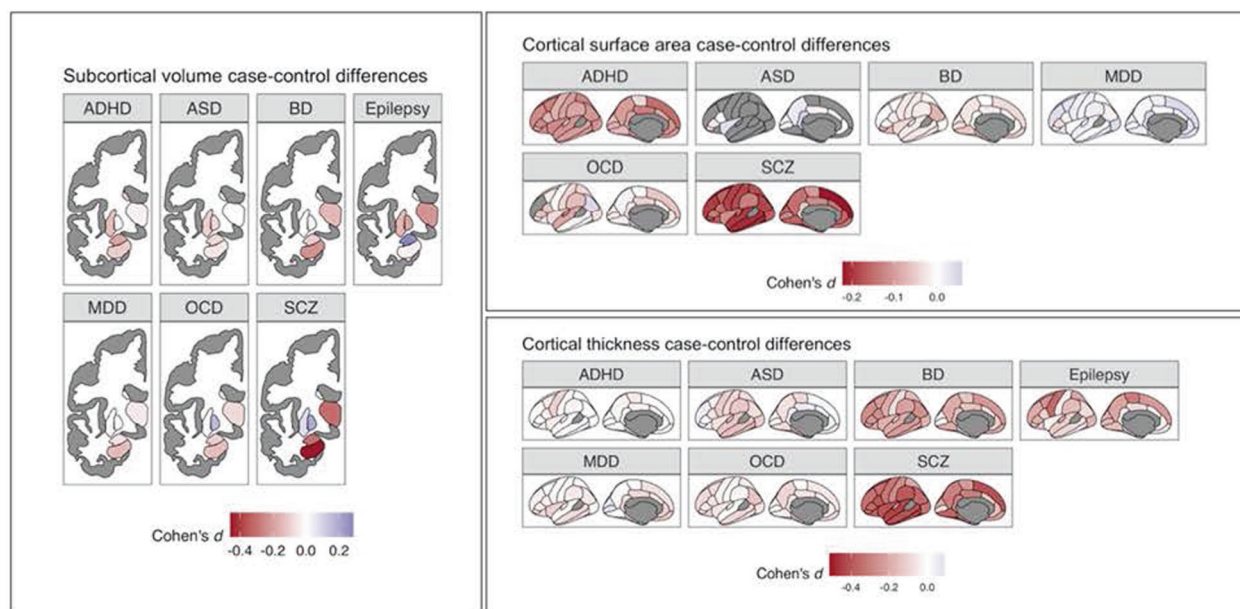 Subcortical volume case-control differences
ADHD ASD BD Epilepsy
MDD OCD SCZ
Cohen's d
-0.4 -0.2 0.0 0.2
Cortical surface area case-control differences
ADHD ASD BD MDD
OCD SCZ
Cohen's d
-0.2 -0.1 0.0
Cortical thickness case-control differences
ADHD ASD BD Epilepsy
MDD OCD SCZ
Cohen's d
-0.4 -0.2 0.0